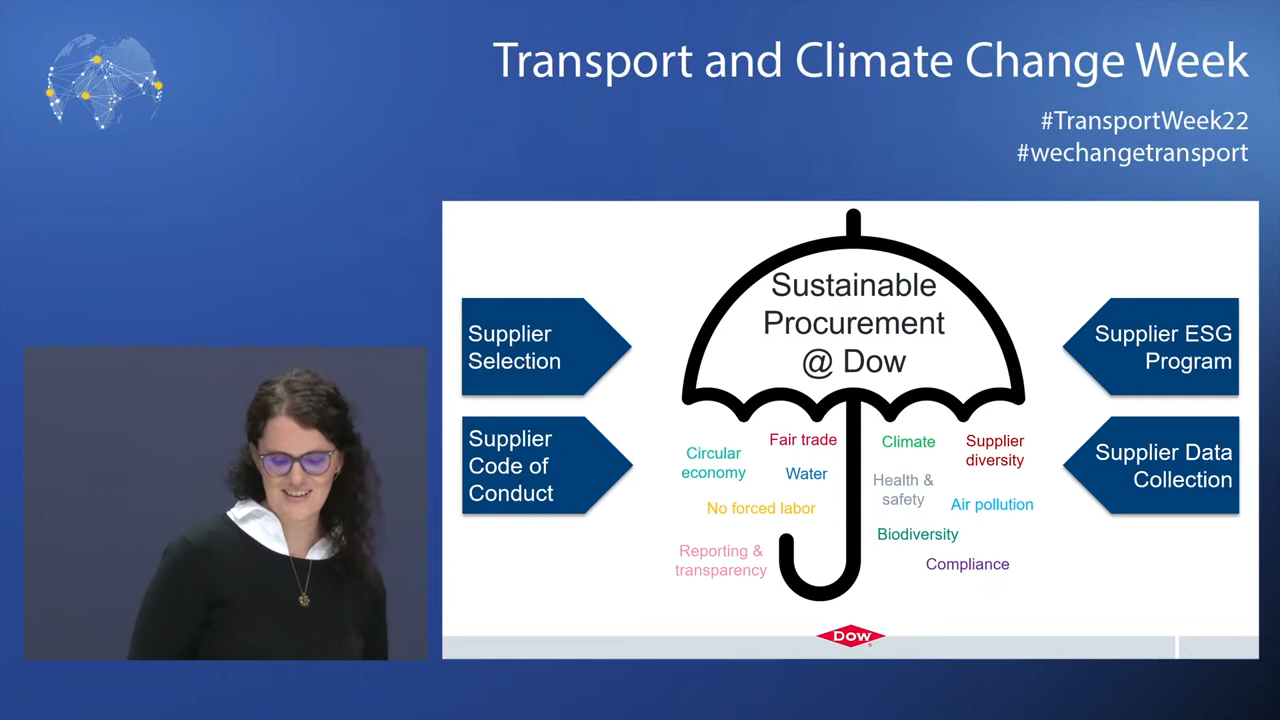 Transport and Climate Change Week
#TransportWeek22
#wechangetransport
Sustainable
Procurement
@ Dow
Supplier
Selection
Supplier
Code of
Conduct
Supplier ESG
Program
Supplier Data
Collection
Circular
economy
Fair trade
Water
No forced labor
Reporting &
transparency
Climate
Supplier
diversity
Health &
safety
Air pollution
Biodiversity
Compliance
Dow